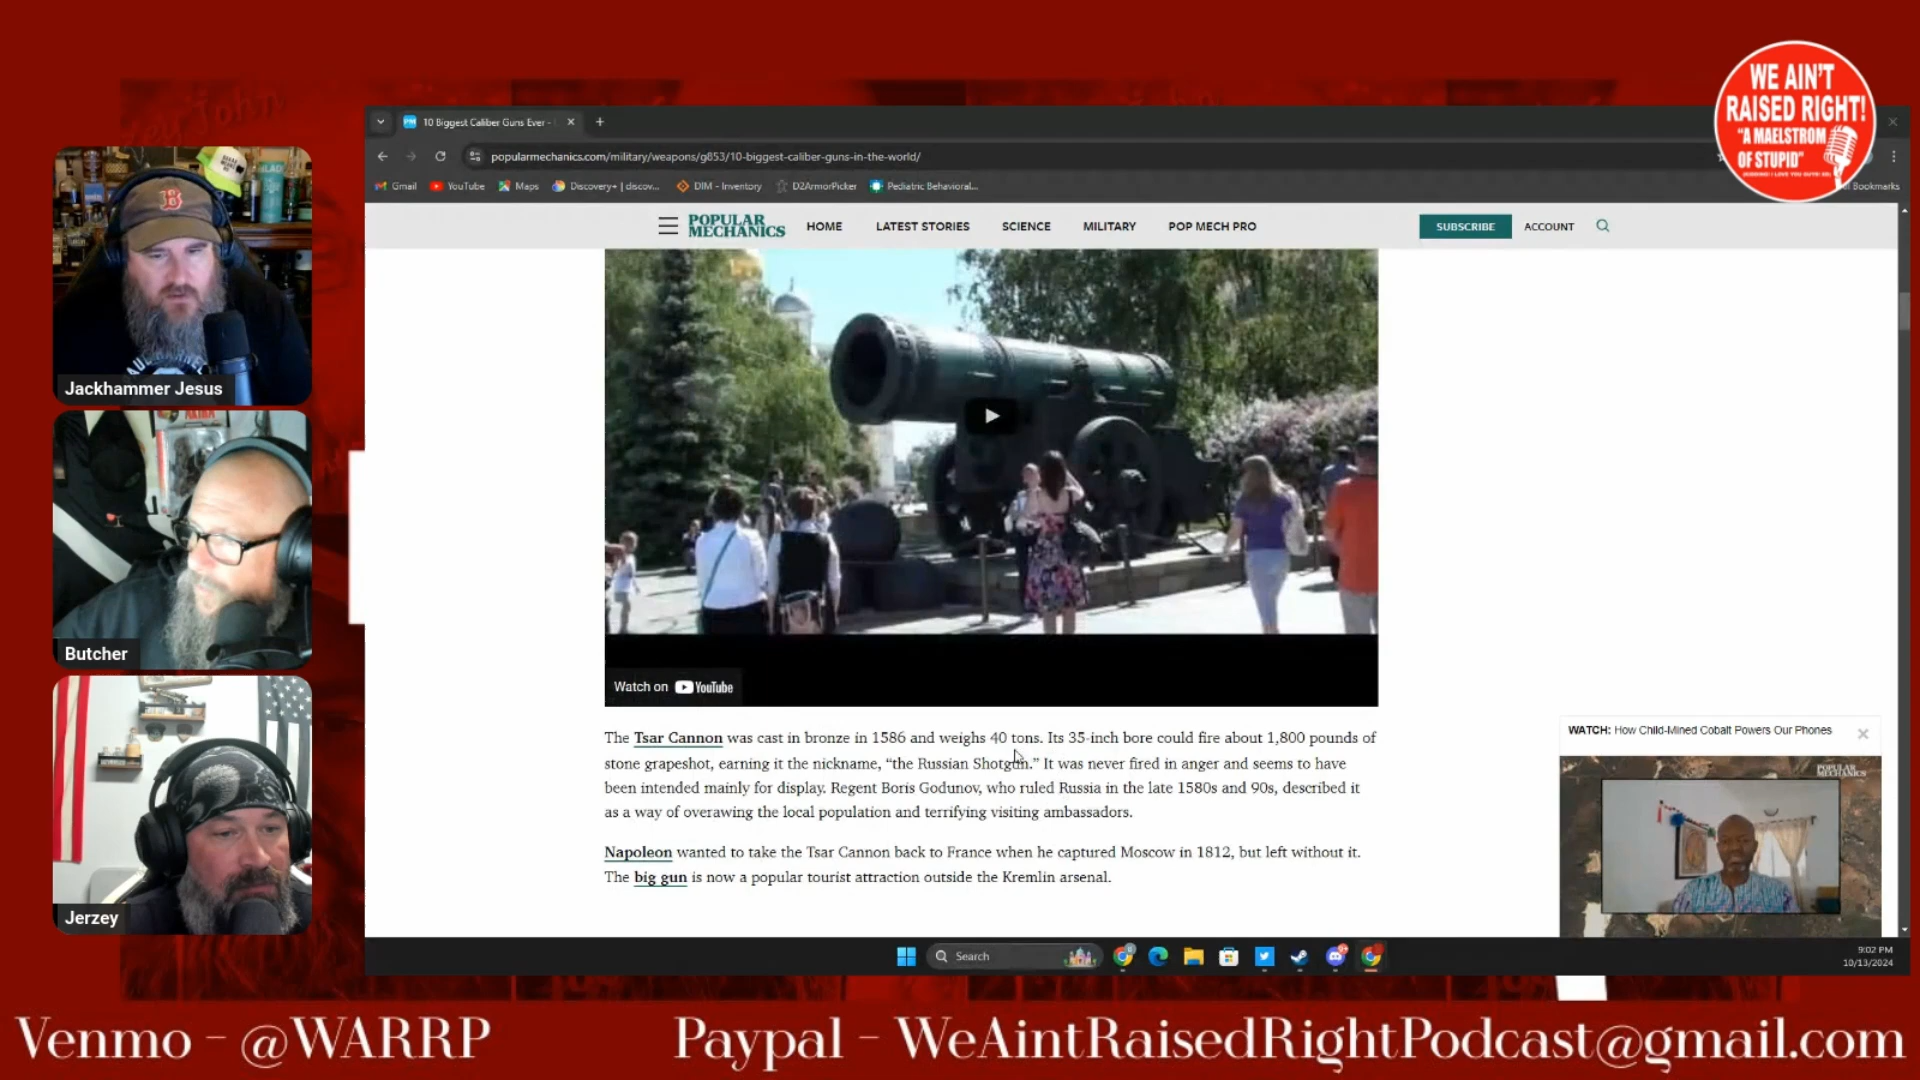 WE AIN'T
RAISED RIGHT!
"A MAELSTROM
OF STUPID"
10 Biggest Caliber Guns Ever -
popularmechanics.com/military/weapons/g853/10-biggest-caliber-guns-in-the-world/
Gmail
YouTube
Maps
Discovery+ | discov...
DIM - Inventory
D2ArmorPicker
Pediatric Behavioral...
Bookmarks
POPULAR
MECHANICS
HOME
LATEST STORIES
SCIENCE
MILITARY
POP MECH PRO
SUBSCRIBE
ACCOUNT
B
Jackhammer Jesus
Butcher
Jerzey
Watch on YouTube
The Tsar Cannon was cast in bronze in 1586 and weighs 40 tons. Its 35-inch bore could fire about 1,800 pounds of
stone grapeshot, earning it the nickname, “the Russian Shotgun.” It was never fired in anger and seems to have
been intended mainly for display. Regent Boris Godunov, who ruled Russia in the late 1580s and 90s, described it
as a way of overawing the local population and terrifying visiting ambassadors.
Napoleon wanted to take the Tsar Cannon back to France when he captured Moscow in 1812, but left without it.
The big gun is now a popular tourist attraction outside the Kremlin arsenal.
WATCH: How Child-Mined Cobalt Powers Our Phones
POPULAR
MECHANICS
Search
9:02 PM
10/13/2024
Venmo - @WARRP
Paypal - WeAintRaisedRightPodcast@gmail.com